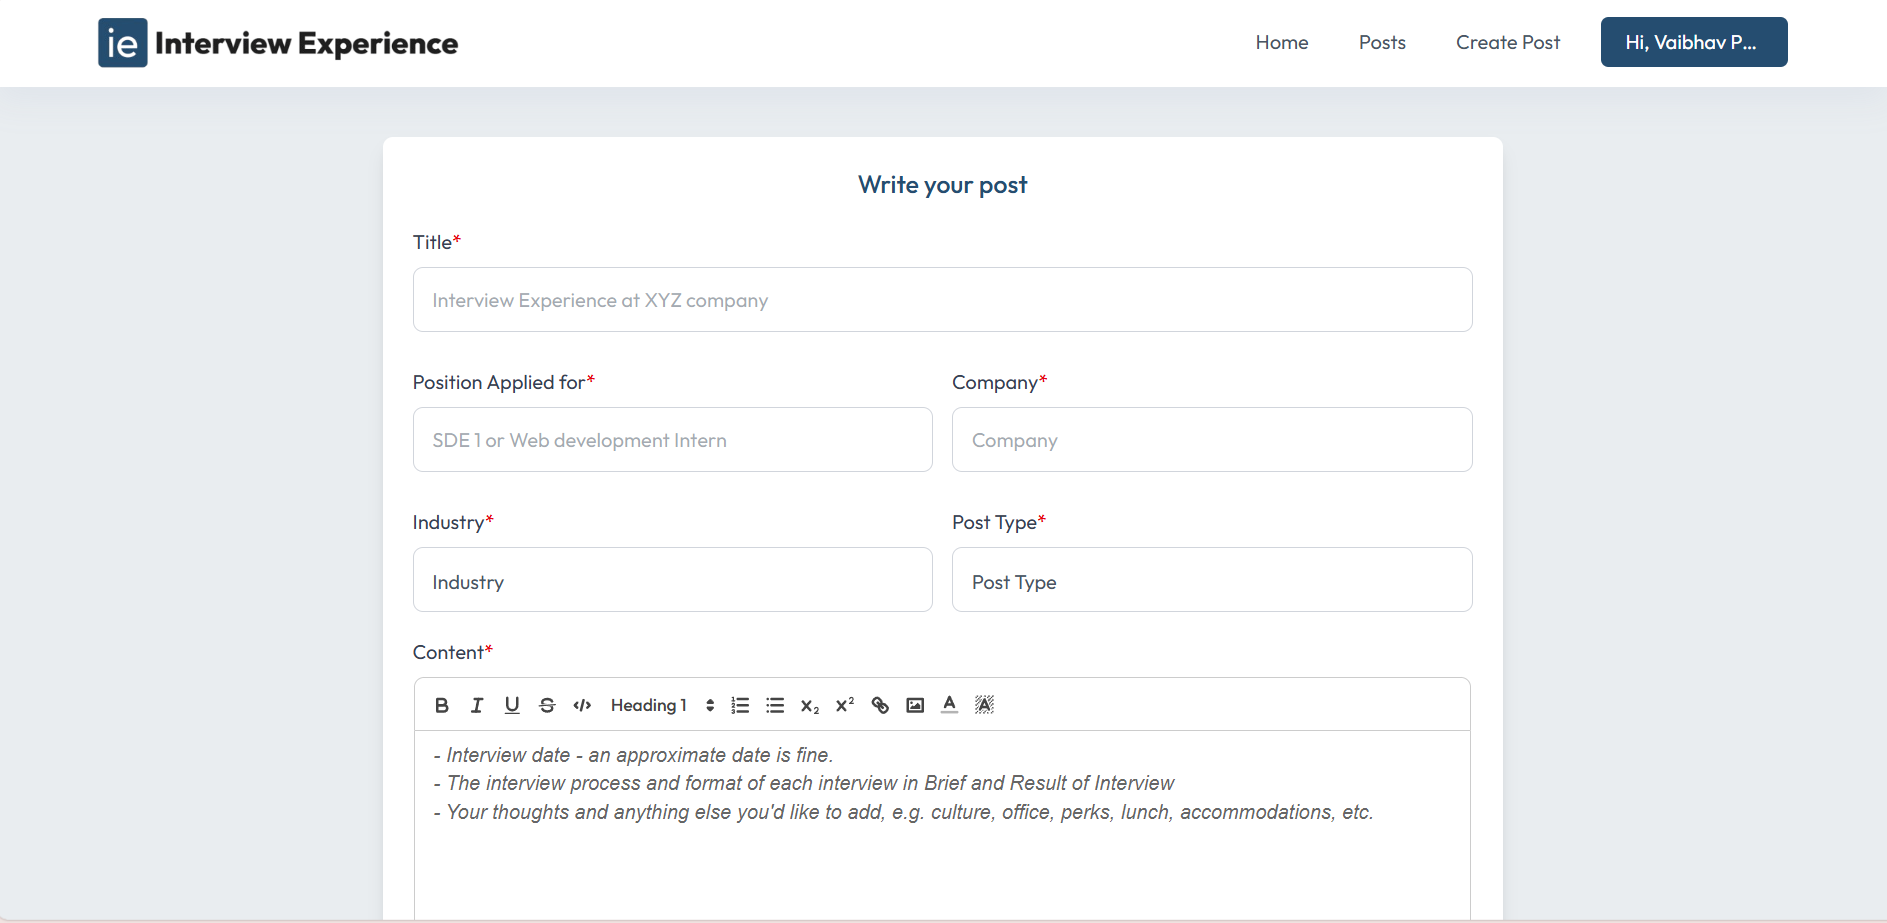 ie Interview Experience Home Posts Create Post Hi, Vaibhav P...
Write your post
Title*
Interview Experience at XYZ company
Position Applied for* Company*
SDE 1 or Web development Intern Company
Industry* Post Type*
Industry Post Type
Content*
B I U S </> Heading 1 x₂ x² A A
- Interview date - an approximate date is fine.
- The interview process and format of each interview in Brief and Result of Interview
- Your thoughts and anything else you'd like to add, e.g. culture, office, perks, lunch, accommodations, etc.